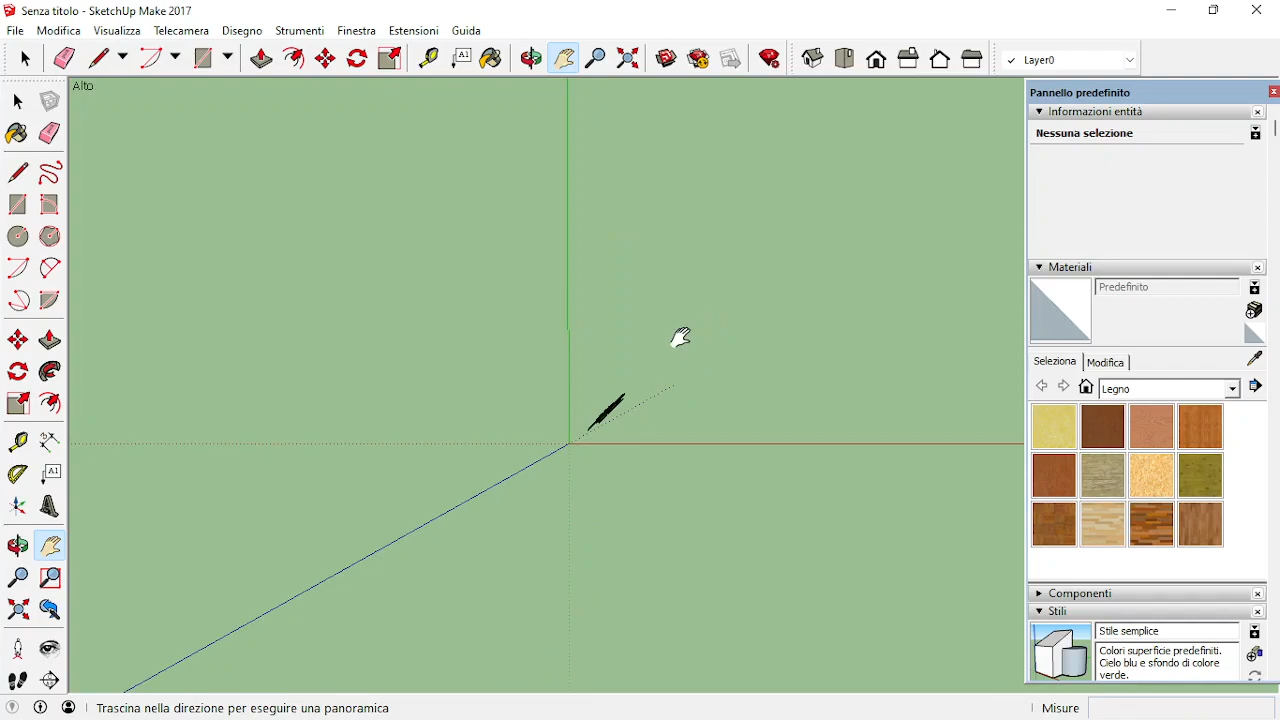 Senza titolo - SketchUp Make 2017
File Modifica Visualizza Telecamera Disegno Strumenti Finestra Estensioni Guida
A1
Layer0
Alto
Pannello predefinito
Informazioni entità
Nessuna selezione
Materiali
Predefinito
Seleziona Modifica
Legno
A1
Componenti
Stili
Stile semplice
Colori superficie predefiniti.
Cielo blu e sfondo di colore
verde.
Trascina nella direzione per eseguire una panoramica
Misure